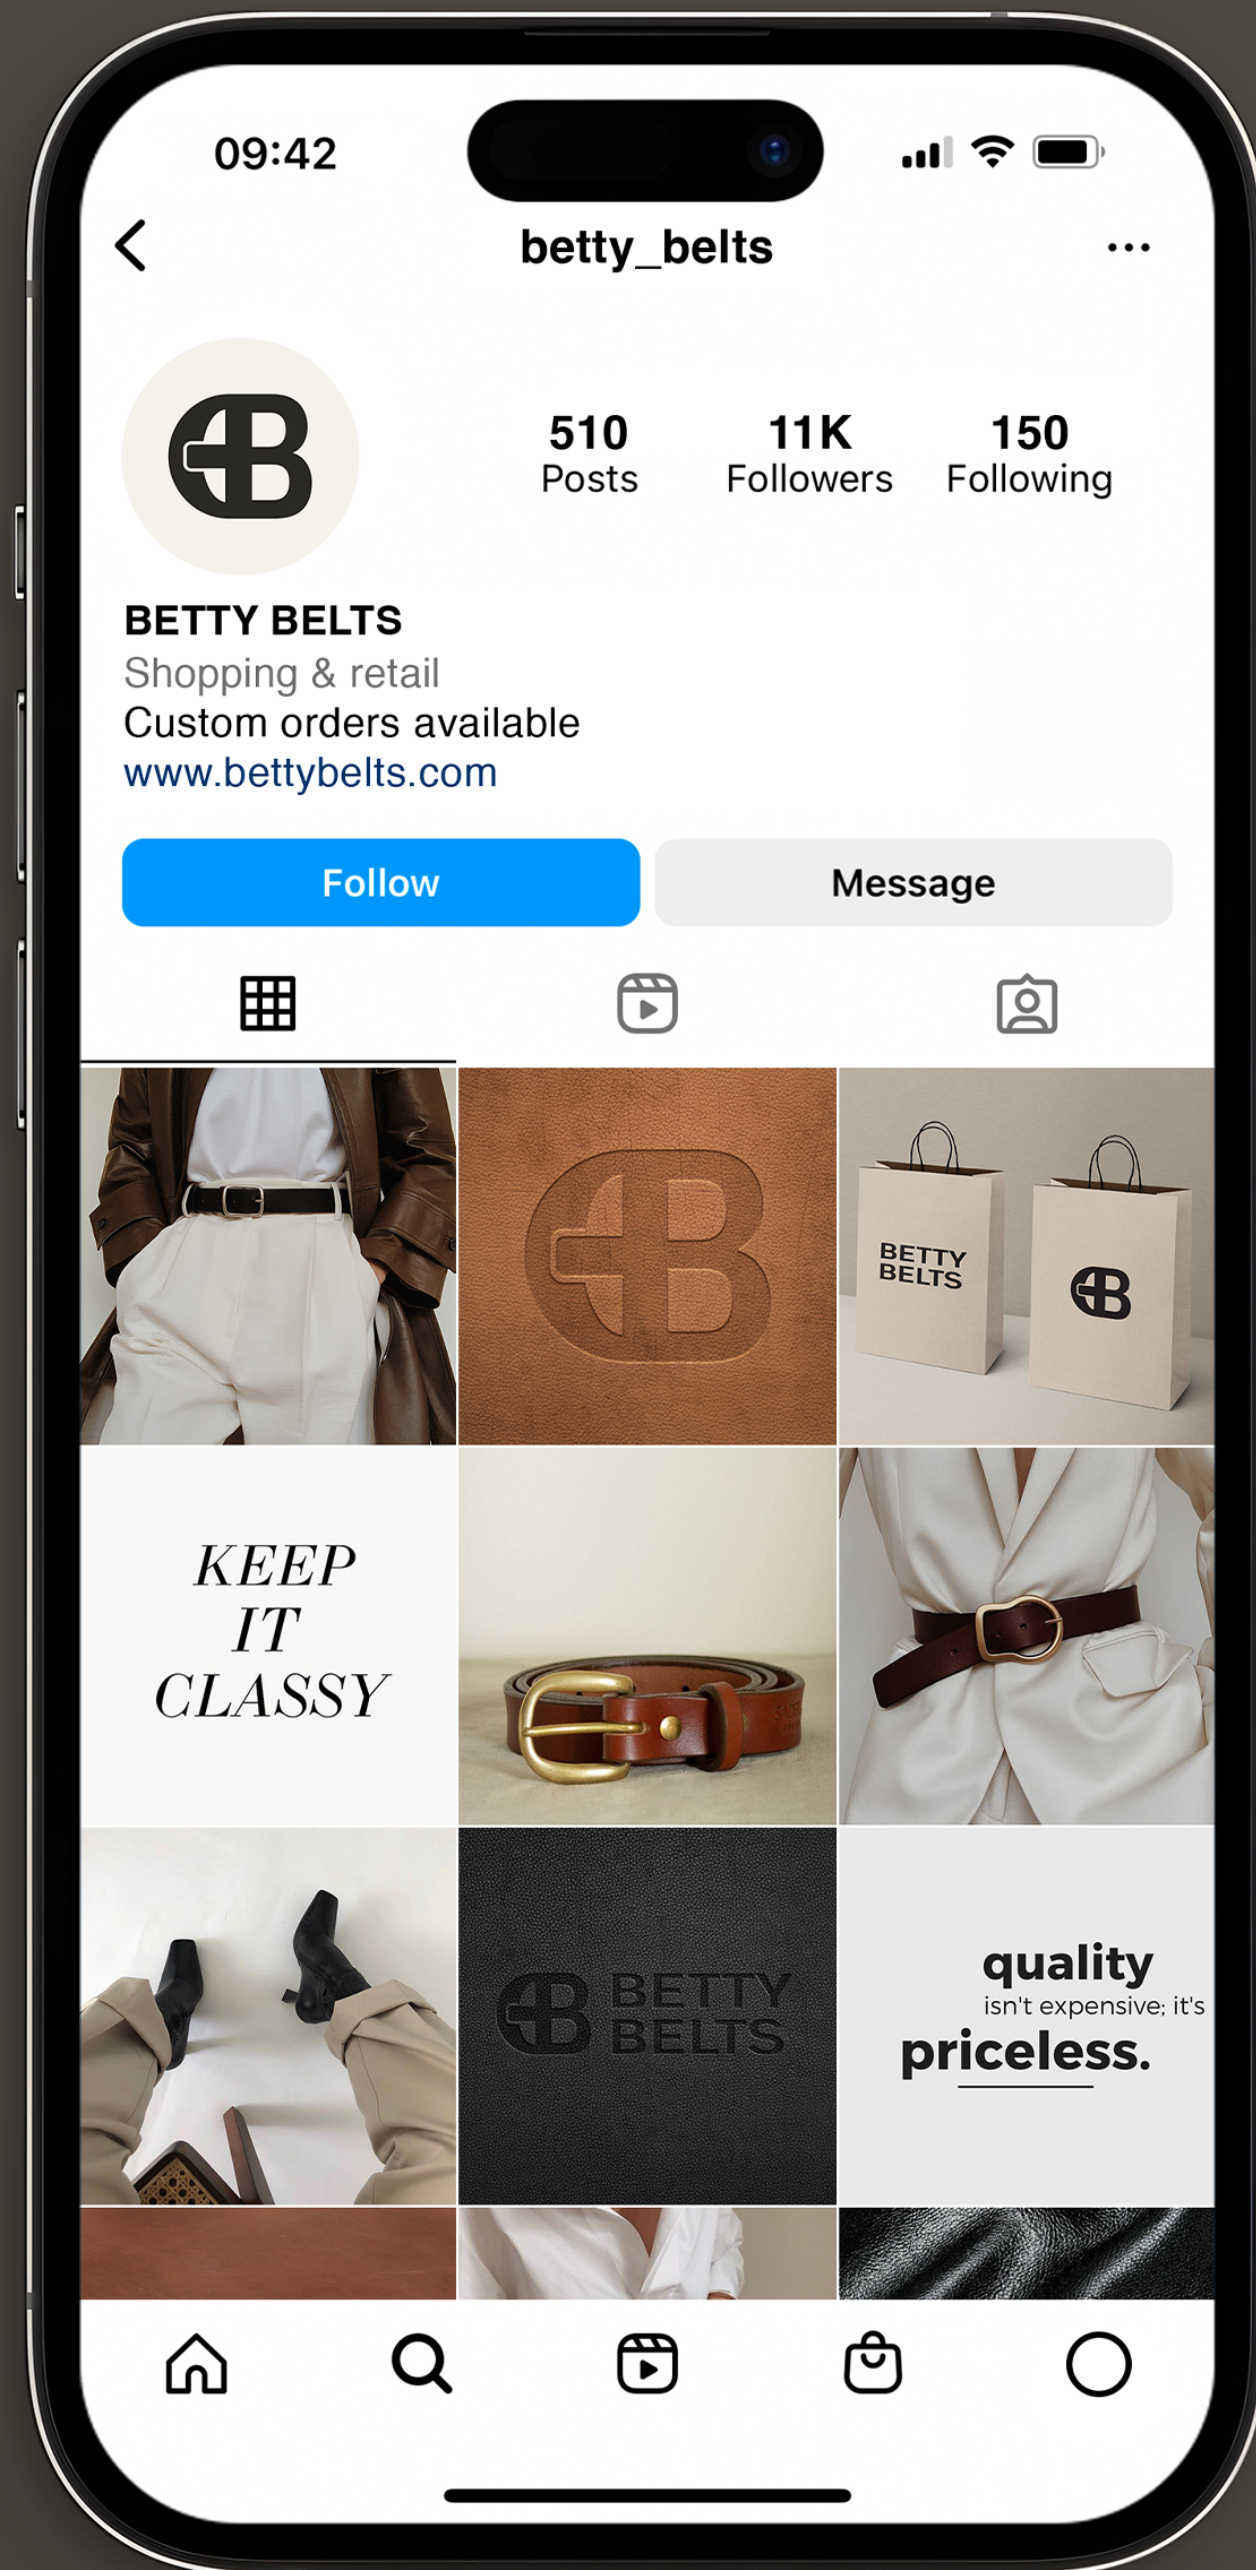 09:42
betty_belts
510
Posts
11K
Followers
150
Following
BETTY BELTS
Shopping & retail
Custom orders available
www.bettybelts.com
Follow
Message
BETTY
BELTS
KEEP
IT
CLASSY
BETTY
BELTS
quality
isn't expensive; it's
priceless.